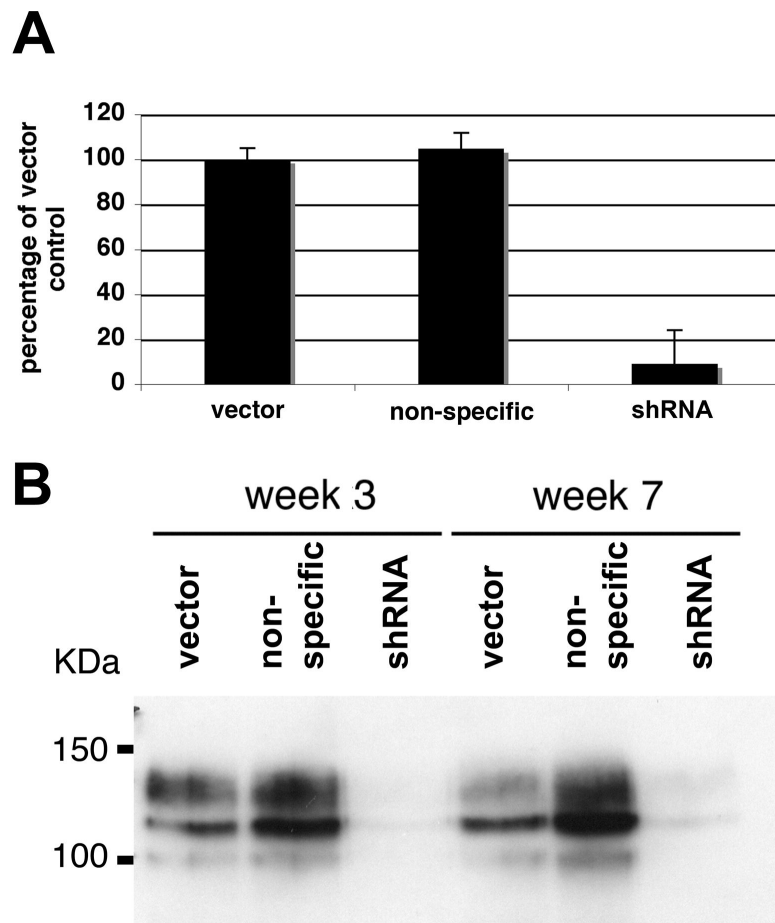 A
percentage of vector
control
120
100
80
60
40
20
0
vector
non-specific
shRNA
B
week 3
week 7
vector
non-
specific
shRNA
vector
non-
specific
shRNA
KDa
150
100